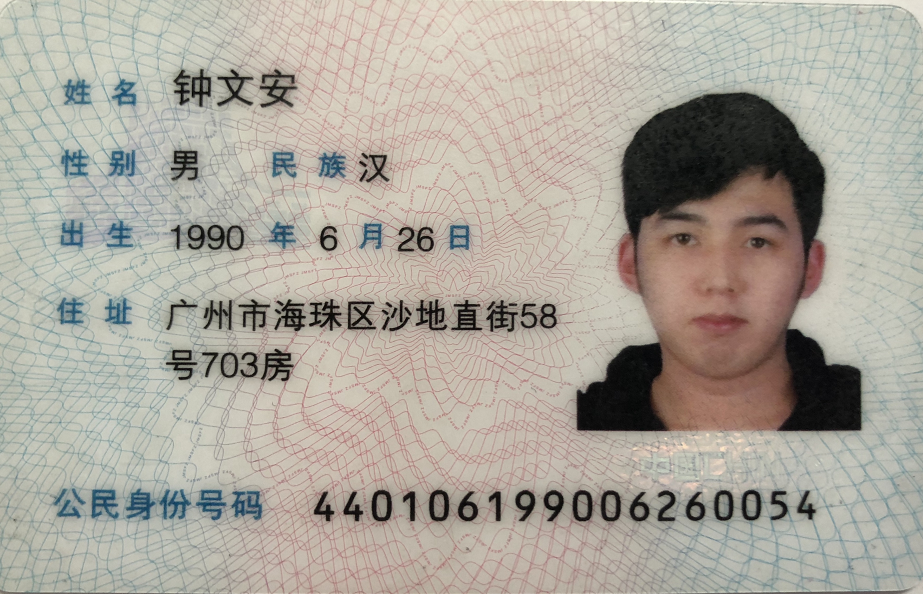 姓名 钟文安
性别 男 民族 汉
出生 1990 年 6 月 26 日
住址 广州市海珠区沙地直街58
号703房
公民身份号码 440106199006260054